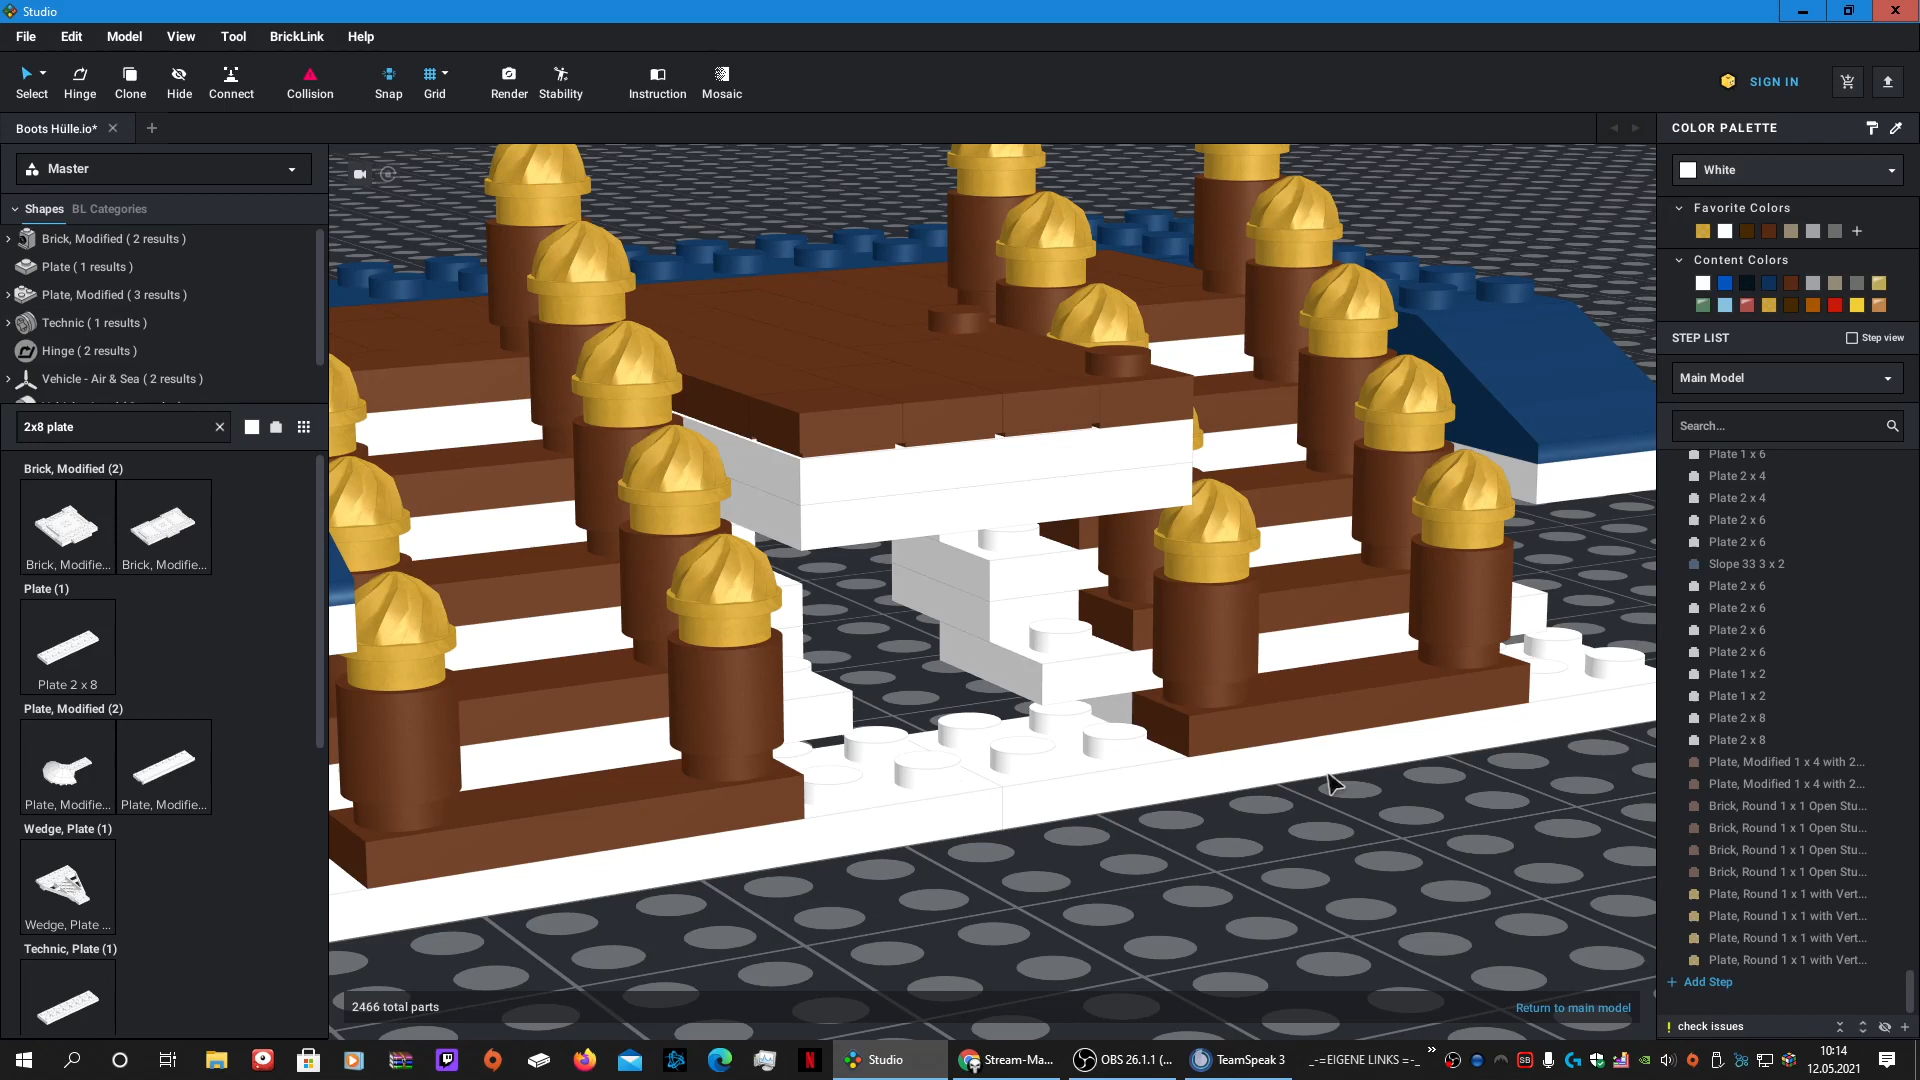 Studio
File Edit Model View Tool BrickLink Help
Select Hinge Clone Hide Connect Collision Snap Grid Render Stability Instruction Mosaic
SIGN IN
Boots Hülle.io*
Master
Shapes BL Categories
Brick, Modified ( 2 results )
Plate ( 1 results )
Plate, Modified ( 3 results )
Technic ( 1 results )
Hinge ( 2 results )
Vehicle - Air & Sea ( 2 results )
2x8 plate
Brick, Modified (2)
Brick, Modifie... Brick, Modifie...
Plate (1)
Plate 2 x 8
Plate, Modified (2)
Plate, Modifie... Plate, Modifie...
Wedge, Plate (1)
Wedge, Plate ...
Technic, Plate (1)
2466 total parts
Return to main model
COLOR PALETTE
White
Favorite Colors
Content Colors
STEP LIST
Step view
Main Model
Search...
Plate 1 x 6
Plate 2 x 4
Plate 2 x 4
Plate 2 x 6
Plate 2 x 6
Slope 33 3 x 2
Plate 2 x 6
Plate 2 x 6
Plate 2 x 6
Plate 2 x 6
Plate 1 x 2
Plate 1 x 2
Plate 2 x 8
Plate 2 x 8
Plate, Modified 1 x 4 with 2...
Plate, Modified 1 x 4 with 2...
Brick, Round 1 x 1 Open Stu...
Brick, Round 1 x 1 Open Stu...
Brick, Round 1 x 1 Open Stu...
Brick, Round 1 x 1 Open Stu...
Plate, Round 1 x 1 with Vert...
Plate, Round 1 x 1 with Vert...
Plate, Round 1 x 1 with Vert...
Plate, Round 1 x 1 with Vert...
+ Add Step
! check issues
Studio
Stream-Ma...
OBS 26.1.1 (...
TeamSpeak 3
_-=EIGENE LINKS =-_
10:14
12.05.2021